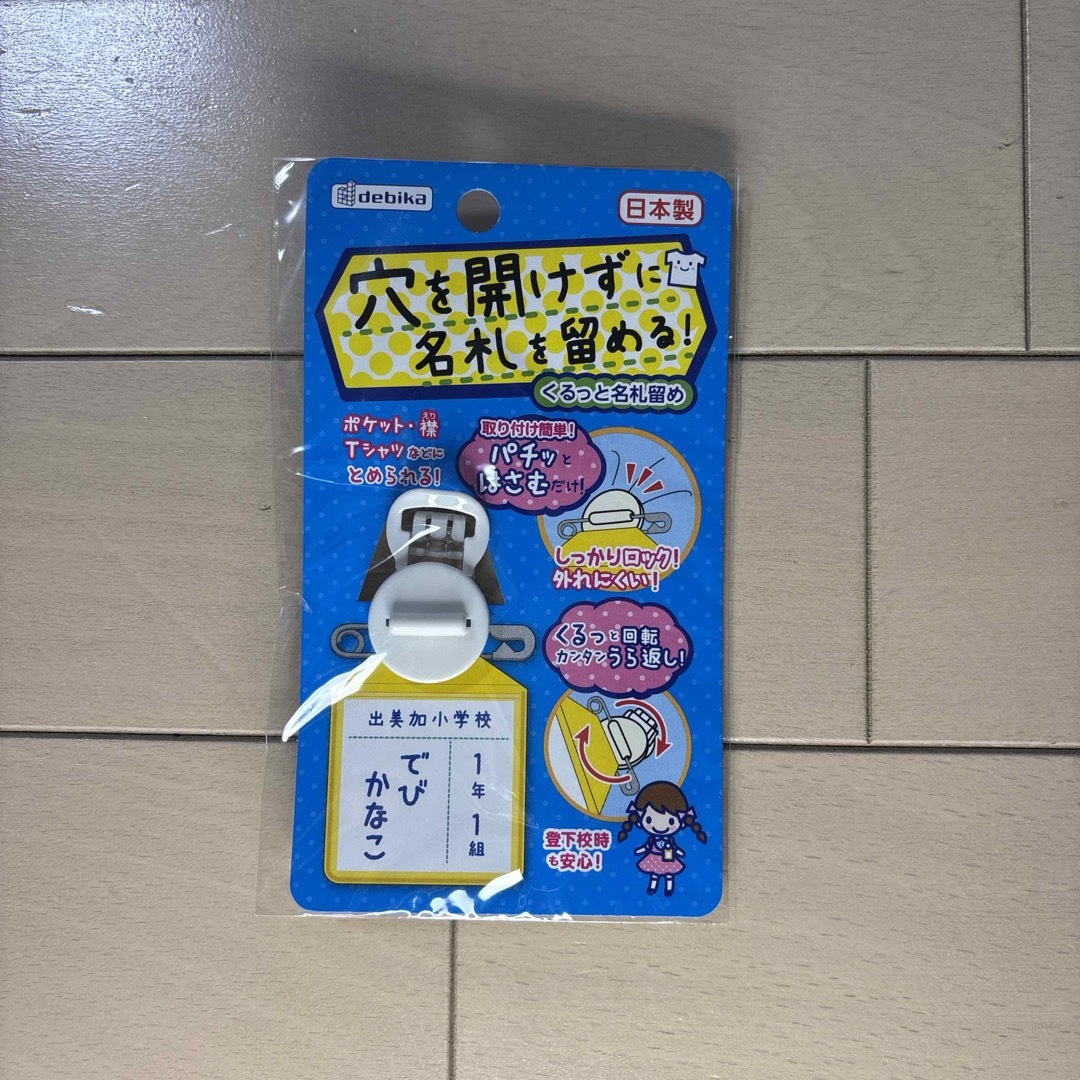 debika
日本製
穴を開けずに
名札を留める!
くるっと名札留め
ポケット・襟
えり
Tシャツなどに
とめられる!
取り付け簡単!
パチッと
はさむだけ!
しっかりロック!
外れにくい!
くるっと回転
カンタンうら返し!
出美加小学校
1年1組
でび
かなこ
登下校時
も安心!